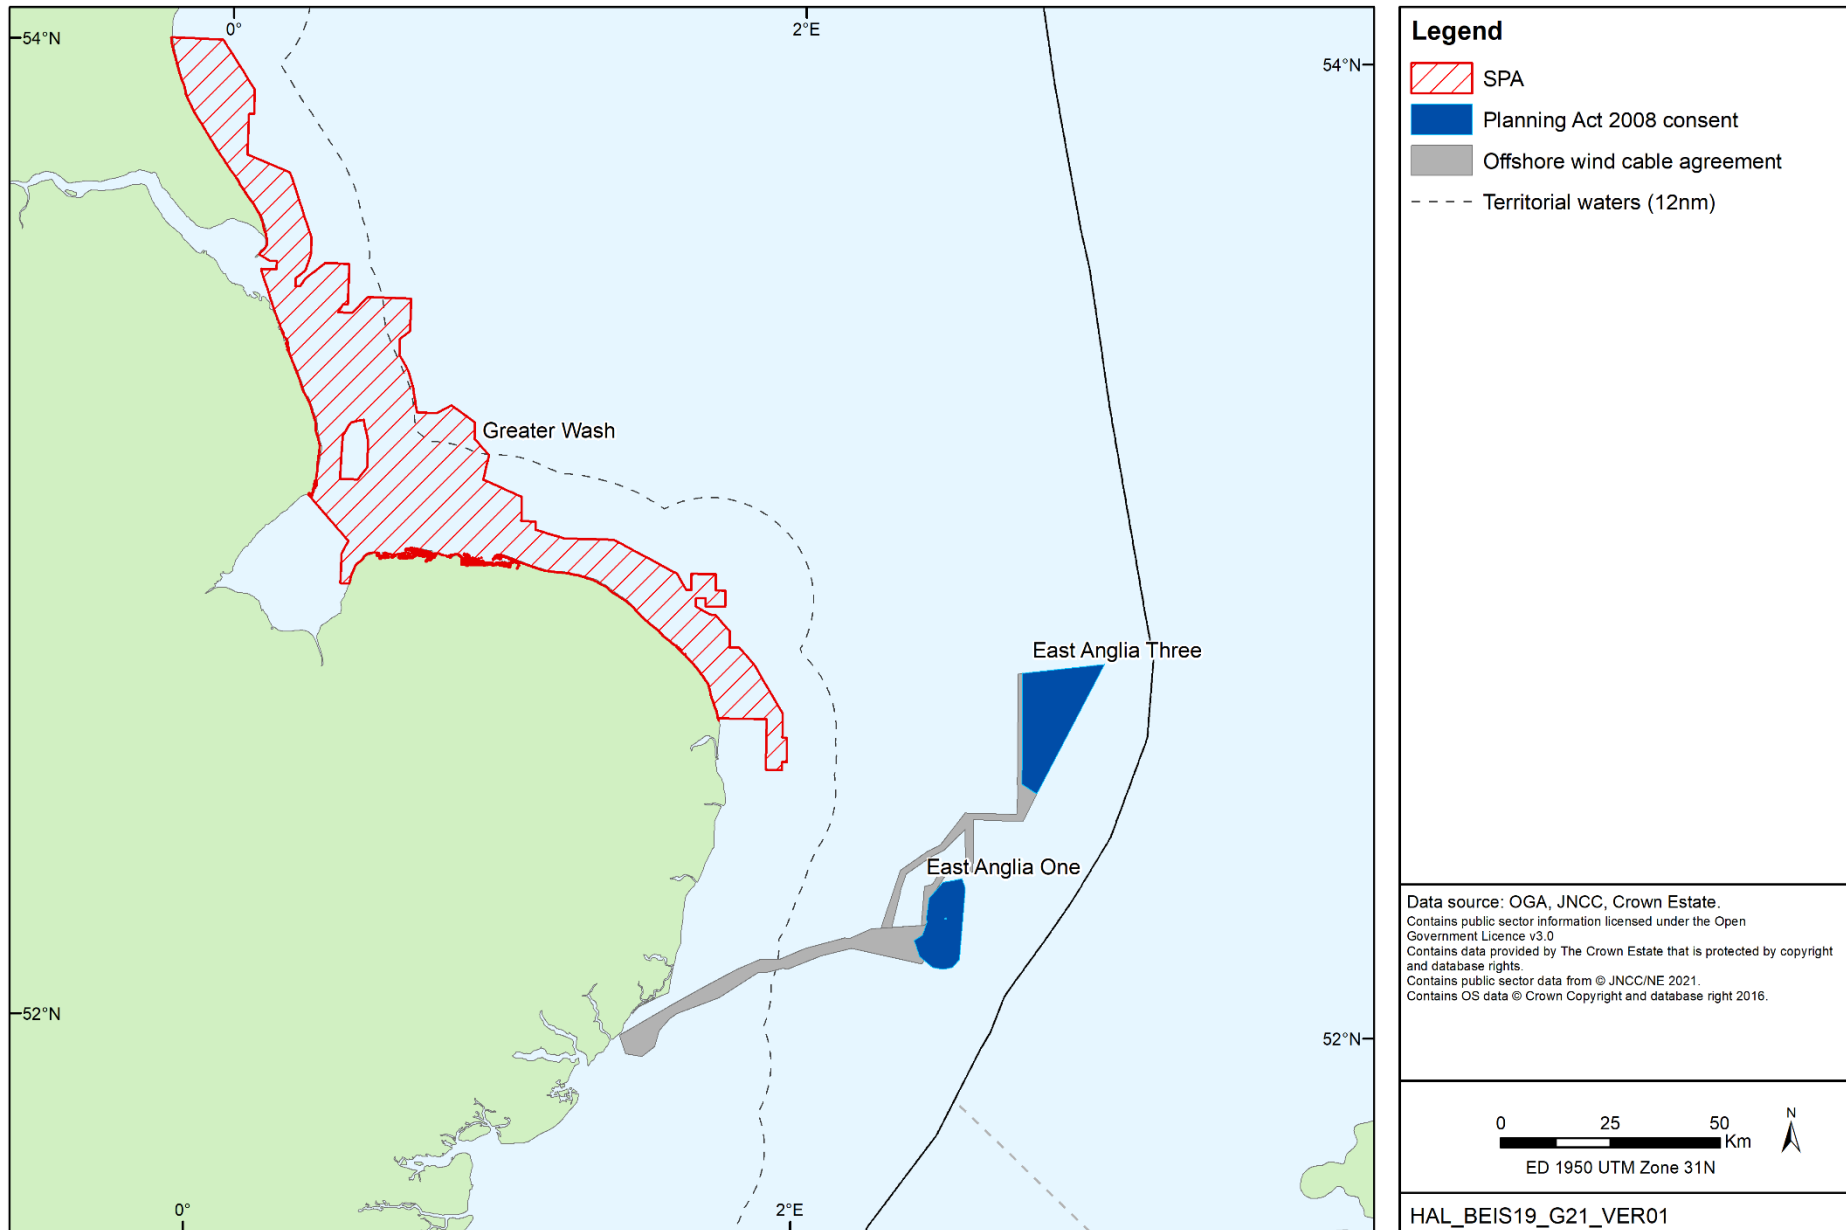 0°
2°E
54°N
54°N
Greater Wash
East Anglia Three
East Anglia One
52°N
52°N
0°
2°E
Legend
SPA
Planning Act 2008 consent
Offshore wind cable agreement
Territorial waters (12nm)
Data source: OGA, JNCC, Crown Estate.
Contains public sector information licensed under the Open
Government Licence v3.0
Contains data provided by The Crown Estate that is protected by copyright
and database rights.
Contains public sector data from © JNCC/NE 2021.
Contains OS data © Crown Copyright and database right 2016.
0 25 50
Km
N
ED 1950 UTM Zone 31N
HAL_BEIS19_G21_VER01